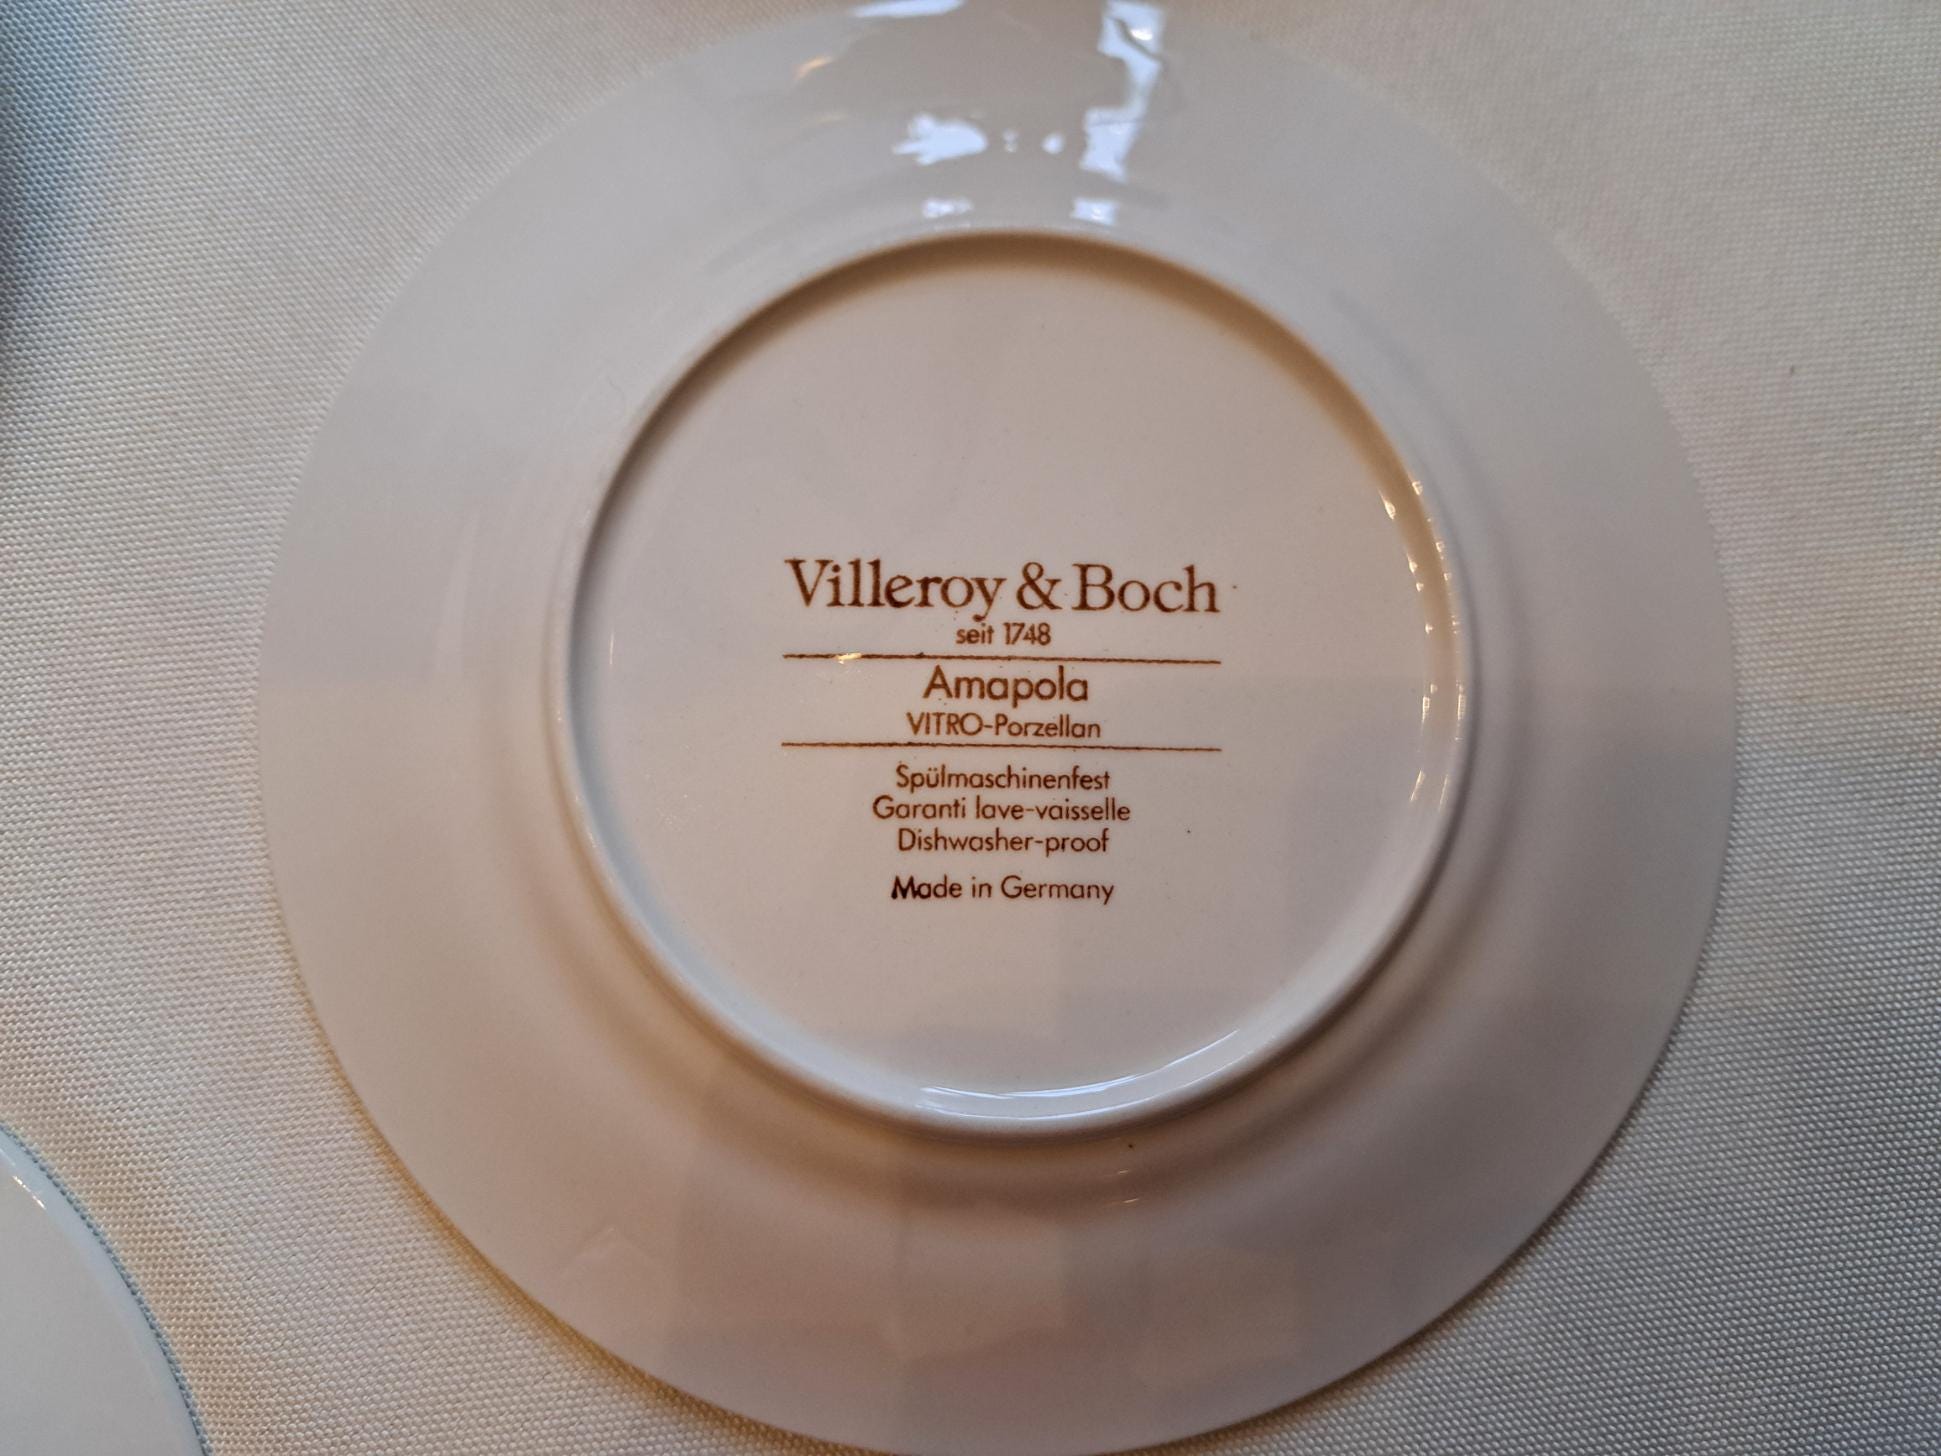 Villeroy & Boch
seit 1748
Amapola
VITRO-Porzellan
Spülmaschinenfest
Garanti lave-vaisselle
Dishwasher-proof
Made in Germany